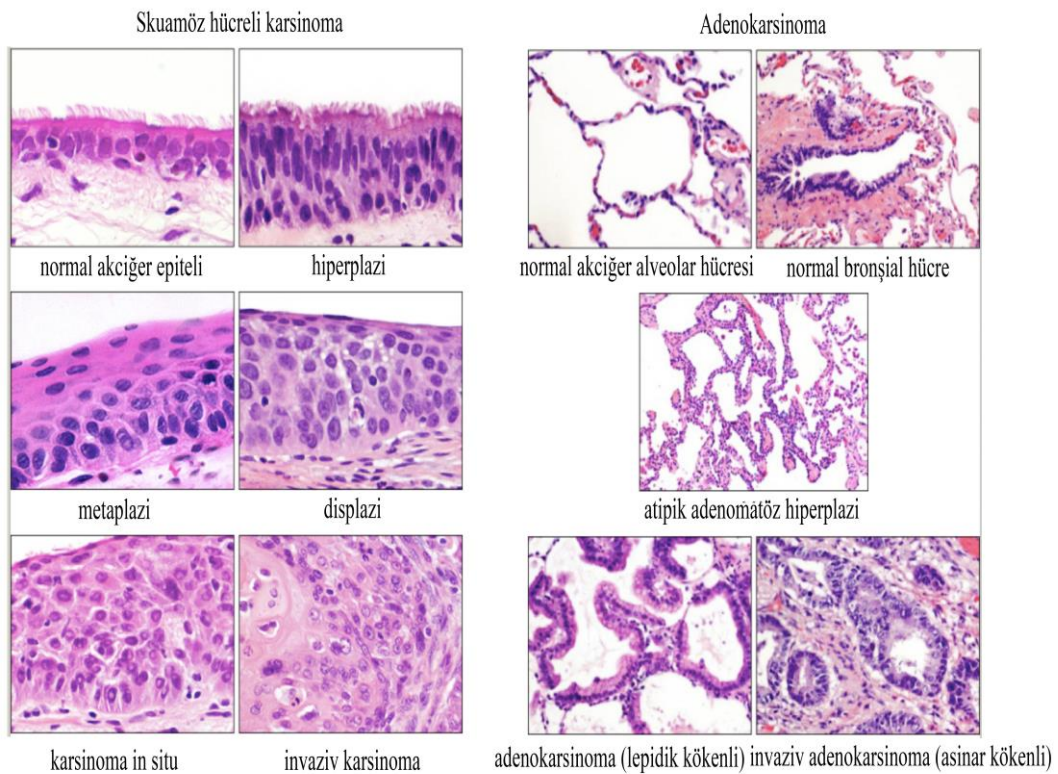 Skuamöz hücreli karsinoma
Adenokarsinoma
normal akciğer epiteli
hiperplazi
normal akciğer alveolar hücresi
normal bronşial hücre
metaplazi
displazi
atipik adenomatöz hiperplazi
karsinoma in situ
invaziv karsinoma
adenokarsinoma (lepidik kökenli)
invaziv adenokarsinoma (asinar kökenli)